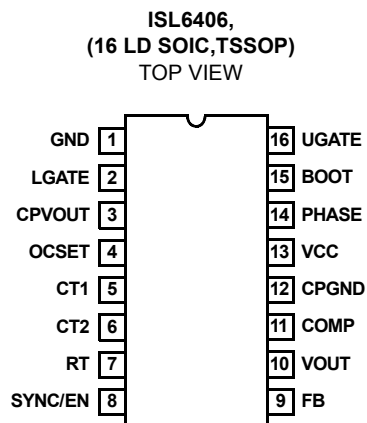 ISL6406,
(16 LD SOIC,TSSOP)
TOP VIEW
GND 1 16 UGATE
LGATE 2 15 BOOT
CPVOUT 3 14 PHASE
OCSET 4 13 VCC
CT1 5 12 CPGND
CT2 6 11 COMP
RT 7 10 VOUT
SYNC/EN 8 9 FB